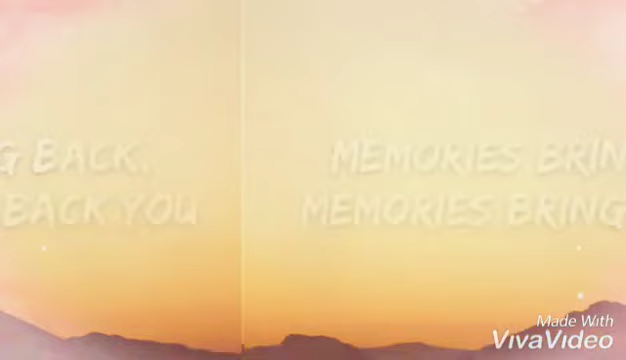 G BACK. MEMORIES BRIN
BACK YOU MEMORIES BRING
Made With
VivaVideo